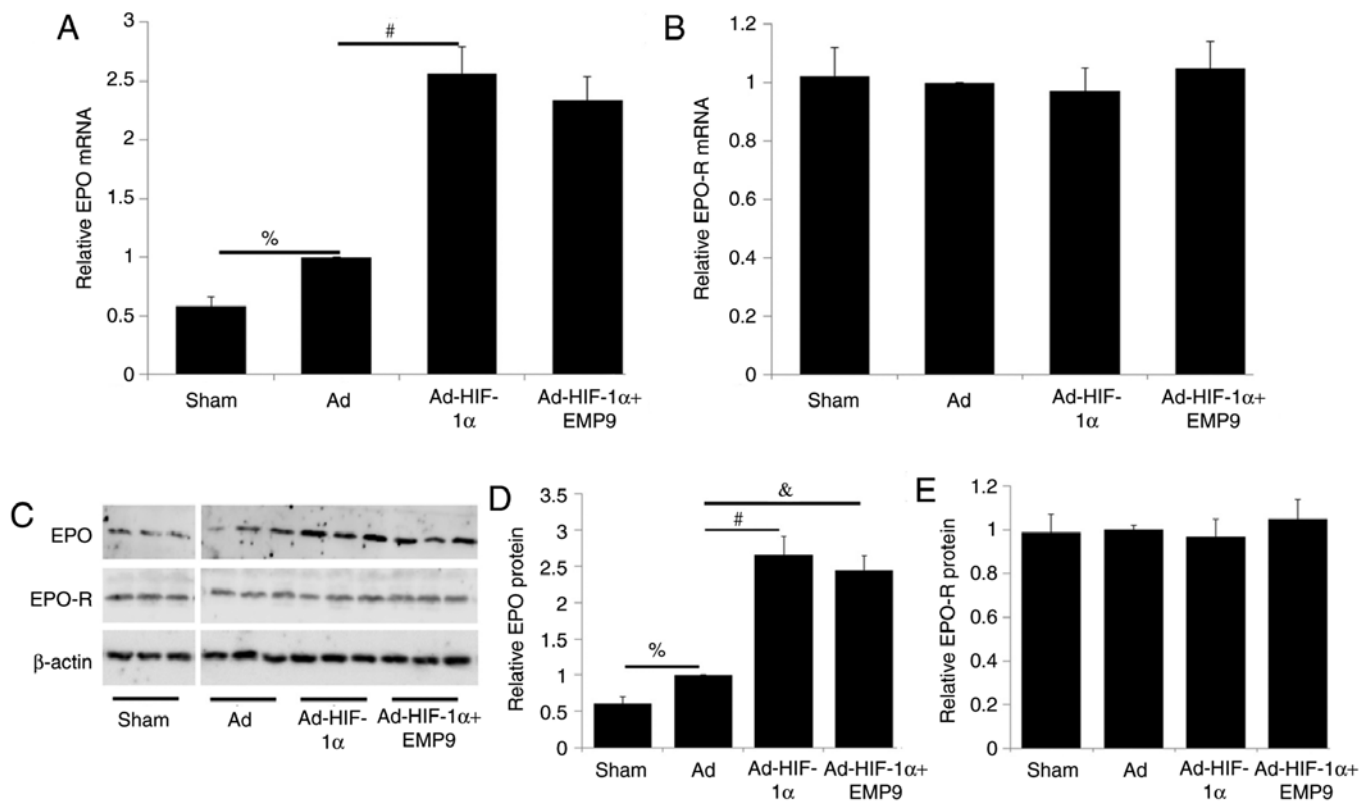 A
Relative EPO mRNA
3
2.5
2
1.5
1
0.5
0
#
%
Sham
Ad
Ad-HIF-
1α
Ad-HIF-1α+
EMP9
B
Relative EPO-R mRNA
1.2
1
0.8
0.6
0.4
0.2
0
Sham
Ad
Ad-HIF-
1α
Ad-HIF-1α+
EMP9
C
EPO
EPO-R
β-actin
Sham
Ad
Ad-HIF-
1α
Ad-HIF-1α+
EMP9
D
Relative EPO protein
3.5
3
2.5
2
1.5
1
0.5
0
&
#
%
Sham
Ad
Ad-HIF-
1α
Ad-HIF-1α+
EMP9
E
Relative EPO-R protein
1.2
1
0.8
0.6
0.4
0.2
0
Sham
Ad
Ad-HIF-
1α
Ad-HIF-1α+
EMP9